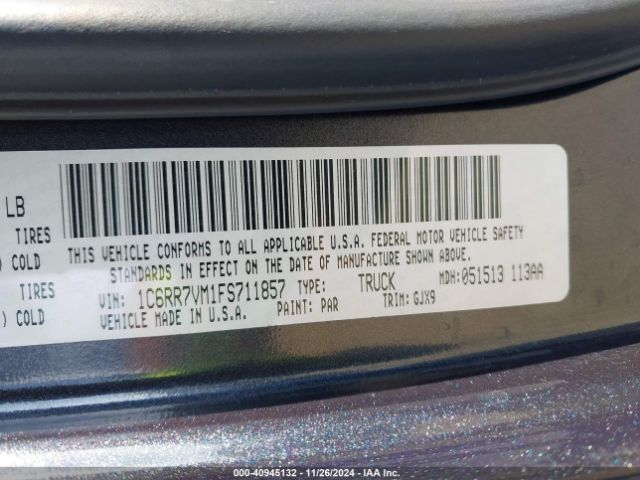 LB
TIRES
) COLD
TIRES
) COLD
THIS VEHICLE CONFORMS TO ALL APPLICABLE U.S.A. FEDERAL MOTOR VEHICLE SAFETY
STANDARDS IN EFFECT ON THE DATE OF MANUFACTURE SHOWN ABOVE.
VIN: 1C6RR7VM1FS711857 TYPE: TRUCK MDH: 051513 113AA
VEHICLE MADE IN U.S.A. PAINT: PAR TRIM: GJX9
000-40945132 - 11/26/2024 - IAA Inc.